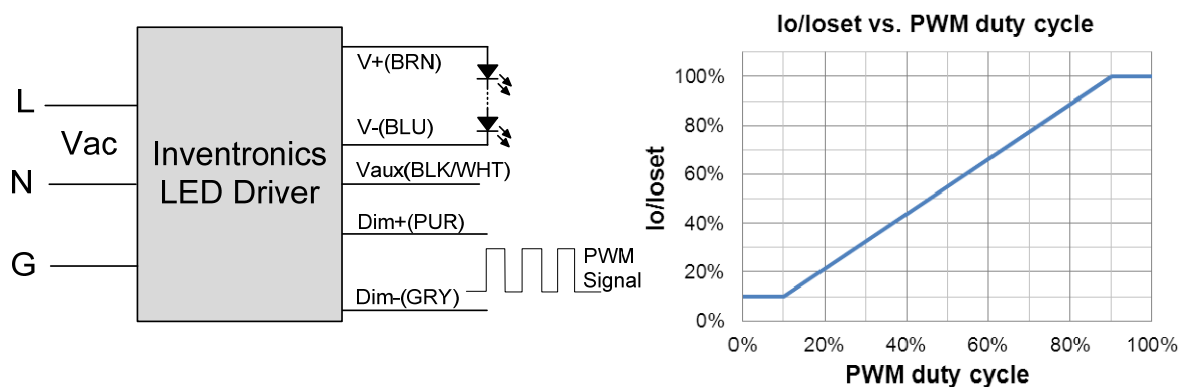 L
Vac
N
G
Inventronics
LED Driver
V+(BRN)
V-(BLU)
Vaux(BLK/WHT)
Dim+(PUR)
Dim-(GRY)
PWM
Signal
Io/Ioset vs. PWM duty cycle
Io/Ioset
100%
80%
60%
40%
20%
0%
0% 20% 40% 60% 80% 100%
PWM duty cycle